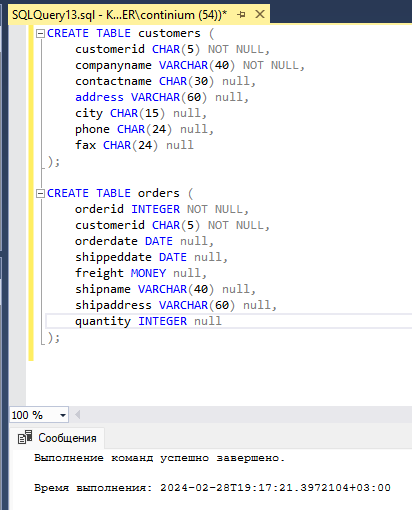 SQLQuery13.sql - K...ER\continium (54))*
CREATE TABLE customers (
customerid CHAR(5) NOT NULL,
companyname VARCHAR(40) NOT NULL,
contactname CHAR(30) null,
address VARCHAR(60) null,
city CHAR(15) null,
phone CHAR(24) null,
fax CHAR(24) null
);
CREATE TABLE orders (
orderid INTEGER NOT NULL,
customerid CHAR(5) NOT NULL,
orderdate DATE null,
shippeddate DATE null,
freight MONEY null,
shipname VARCHAR(40) null,
shipaddress VARCHAR(60) null,
quantity INTEGER null
);
100 %
Сообщения
Выполнение команд успешно завершено.
Время выполнения: 2024-02-28T19:17:21.3972104+03:00